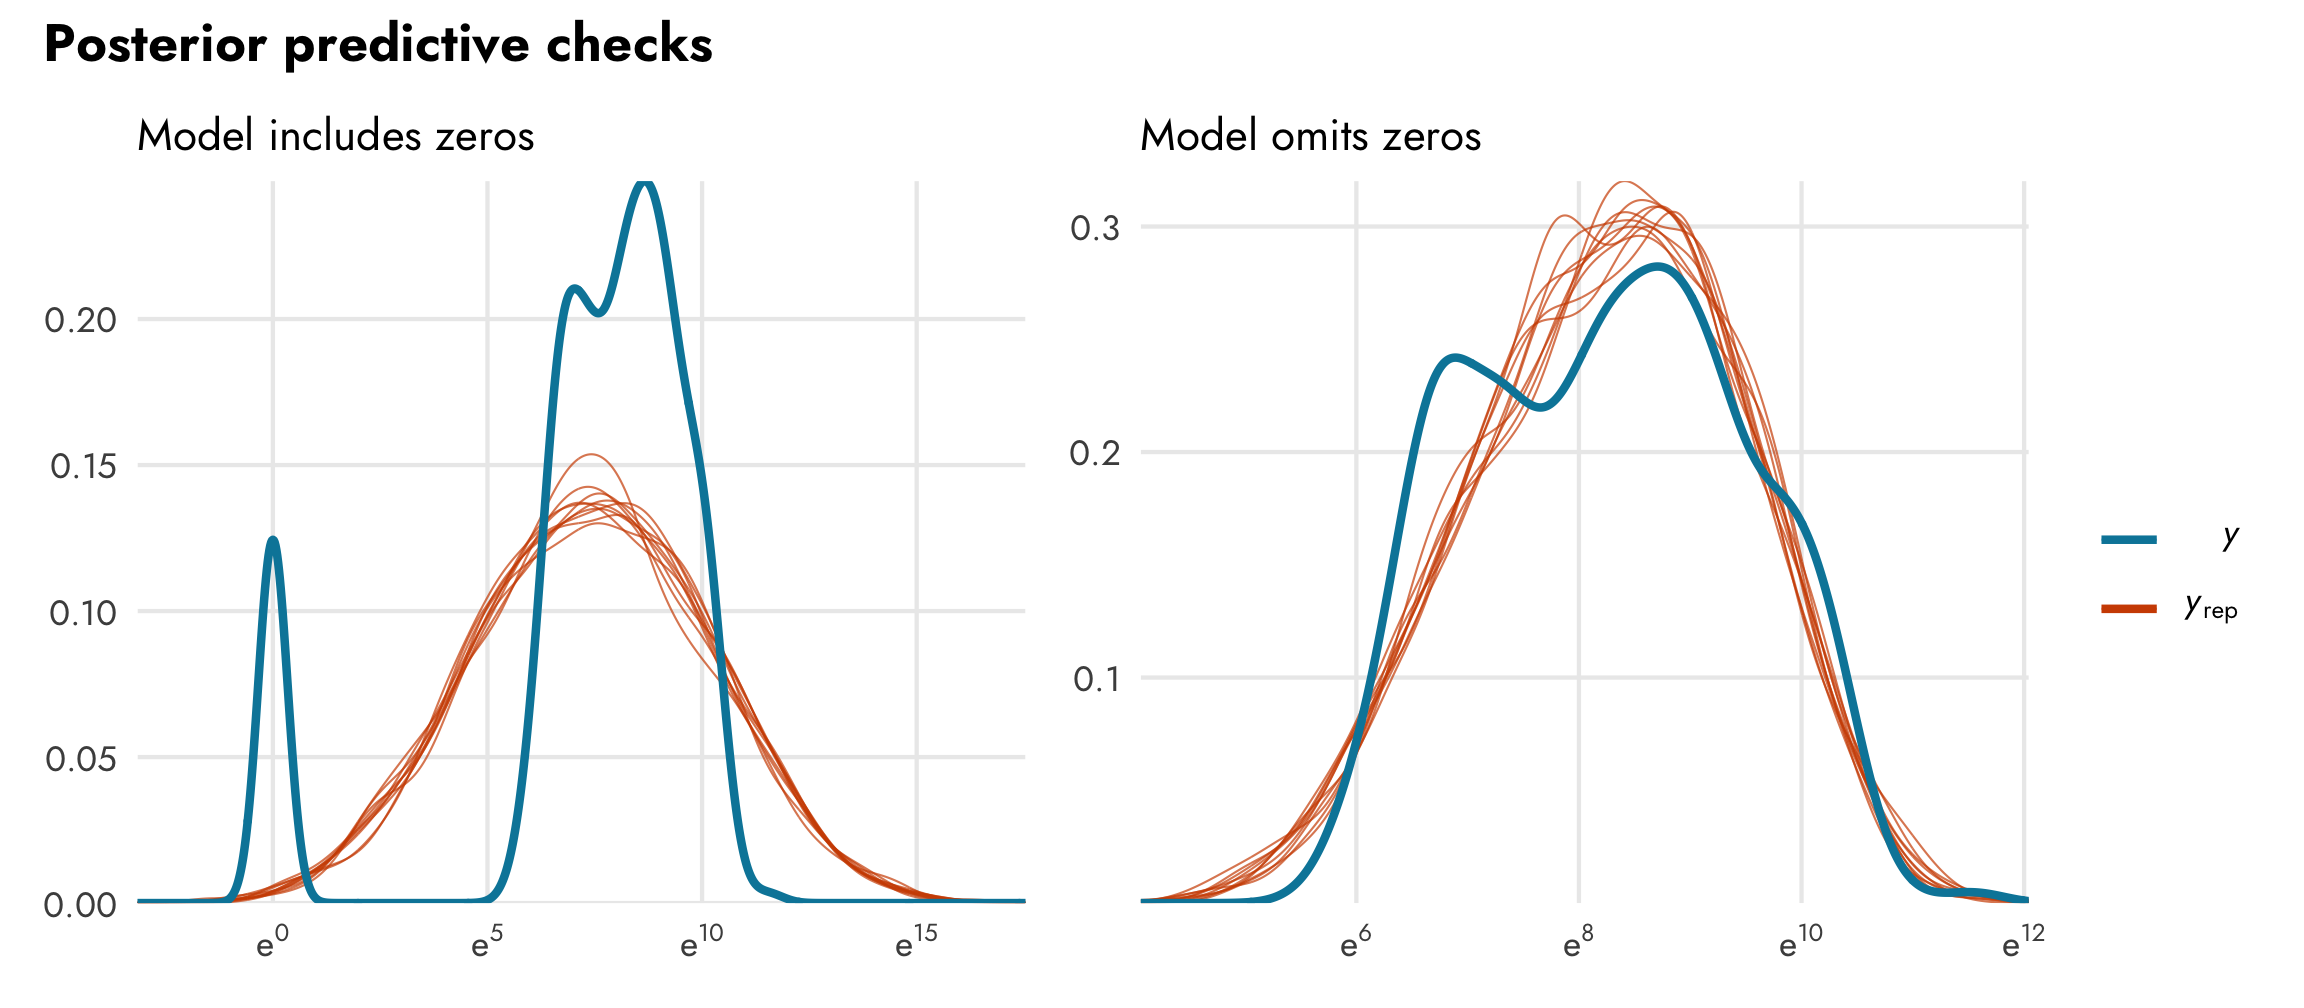 Posterior predictive checks
Model includes zeros
0.20
0.15
0.10
0.05
0.00
e⁰ e⁵ e¹⁰ e¹⁵
Model omits zeros
0.3
0.2
0.1
e⁶ e⁸ e¹⁰ e¹²
y
y rep